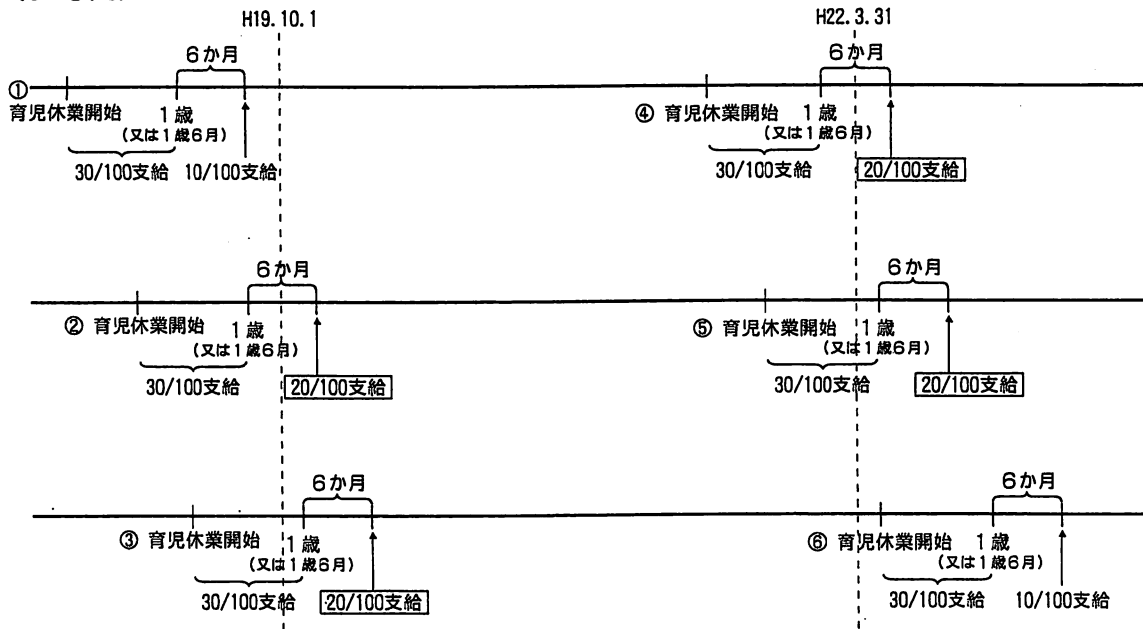 H19.10.1
H22.3.31
6か月
6か月
①
育児休業開始
1歳
(又は1歳6月)
30/100支給
10/100支給
④ 育児休業開始
1歳
(又は1歳6月)
30/100支給
20/100支給
6か月
6か月
② 育児休業開始
1歳
(又は1歳6月)
30/100支給
20/100支給
⑤ 育児休業開始
1歳
(又は1歳6月)
30/100支給
20/100支給
6か月
6か月
③ 育児休業開始
1歳
(又は1歳6月)
30/100支給
20/100支給
⑥ 育児休業開始
1歳
(又は1歳6月)
30/100支給
10/100支給